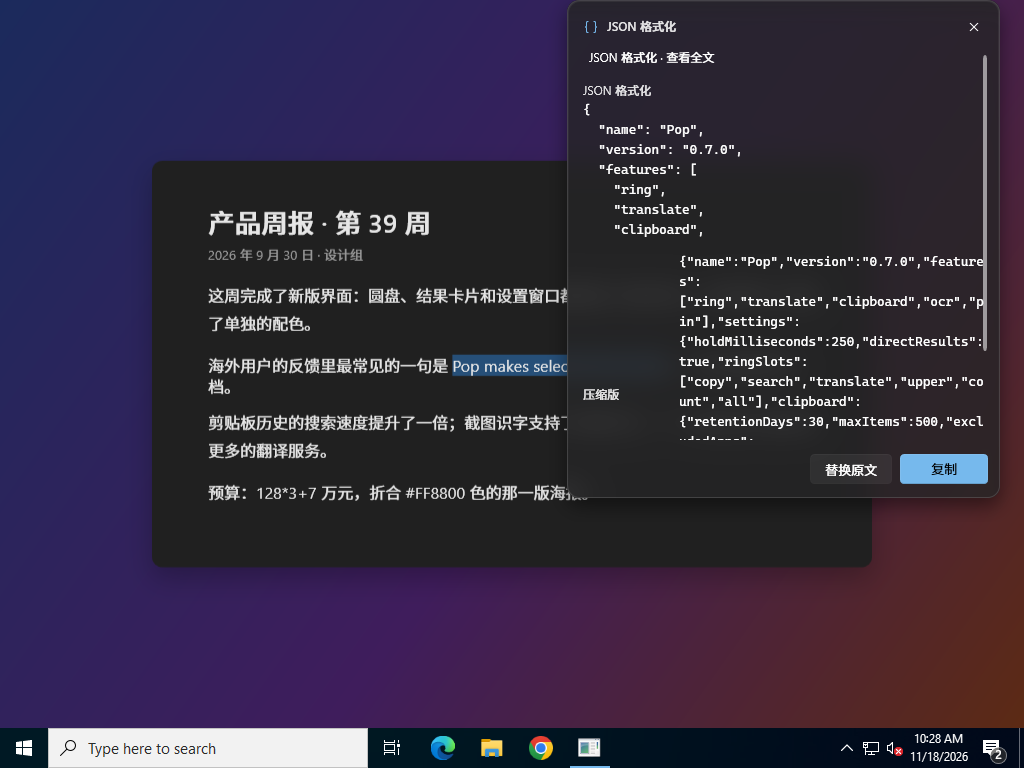 产品周报 · 第 39 周
2026 年 9 月 30 日 · 设计组
这周完成了新版界面：圆盘、结果卡片和设置窗口
了单独的配色。
海外用户的反馈里最常见的一句是 Pop makes selec
档。
剪贴板历史的搜索速度提升了一倍；截图识字支持了
更多的翻译服务。
预算：128*3+7 万元，折合 #FF8800 色的那一版海报。
{ } JSON 格式化
JSON 格式化 · 查看全文
JSON 格式化
{
"name": "Pop",
"version": "0.7.0",
"features": [
"ring",
"translate",
"clipboard",
压缩版
{"name":"Pop","version":"0.7.0","feature
s":
["ring","translate","clipboard","ocr","p
in"],"settings":
{"holdMilliseconds":250,"directResults":
true,"ringSlots":
["copy","search","translate","upper","co
unt","all"],"clipboard":
{"retentionDays":30,"maxItems":500,"excl
替换原文
复制
Type here to search
10:28 AM
11/18/2026
2